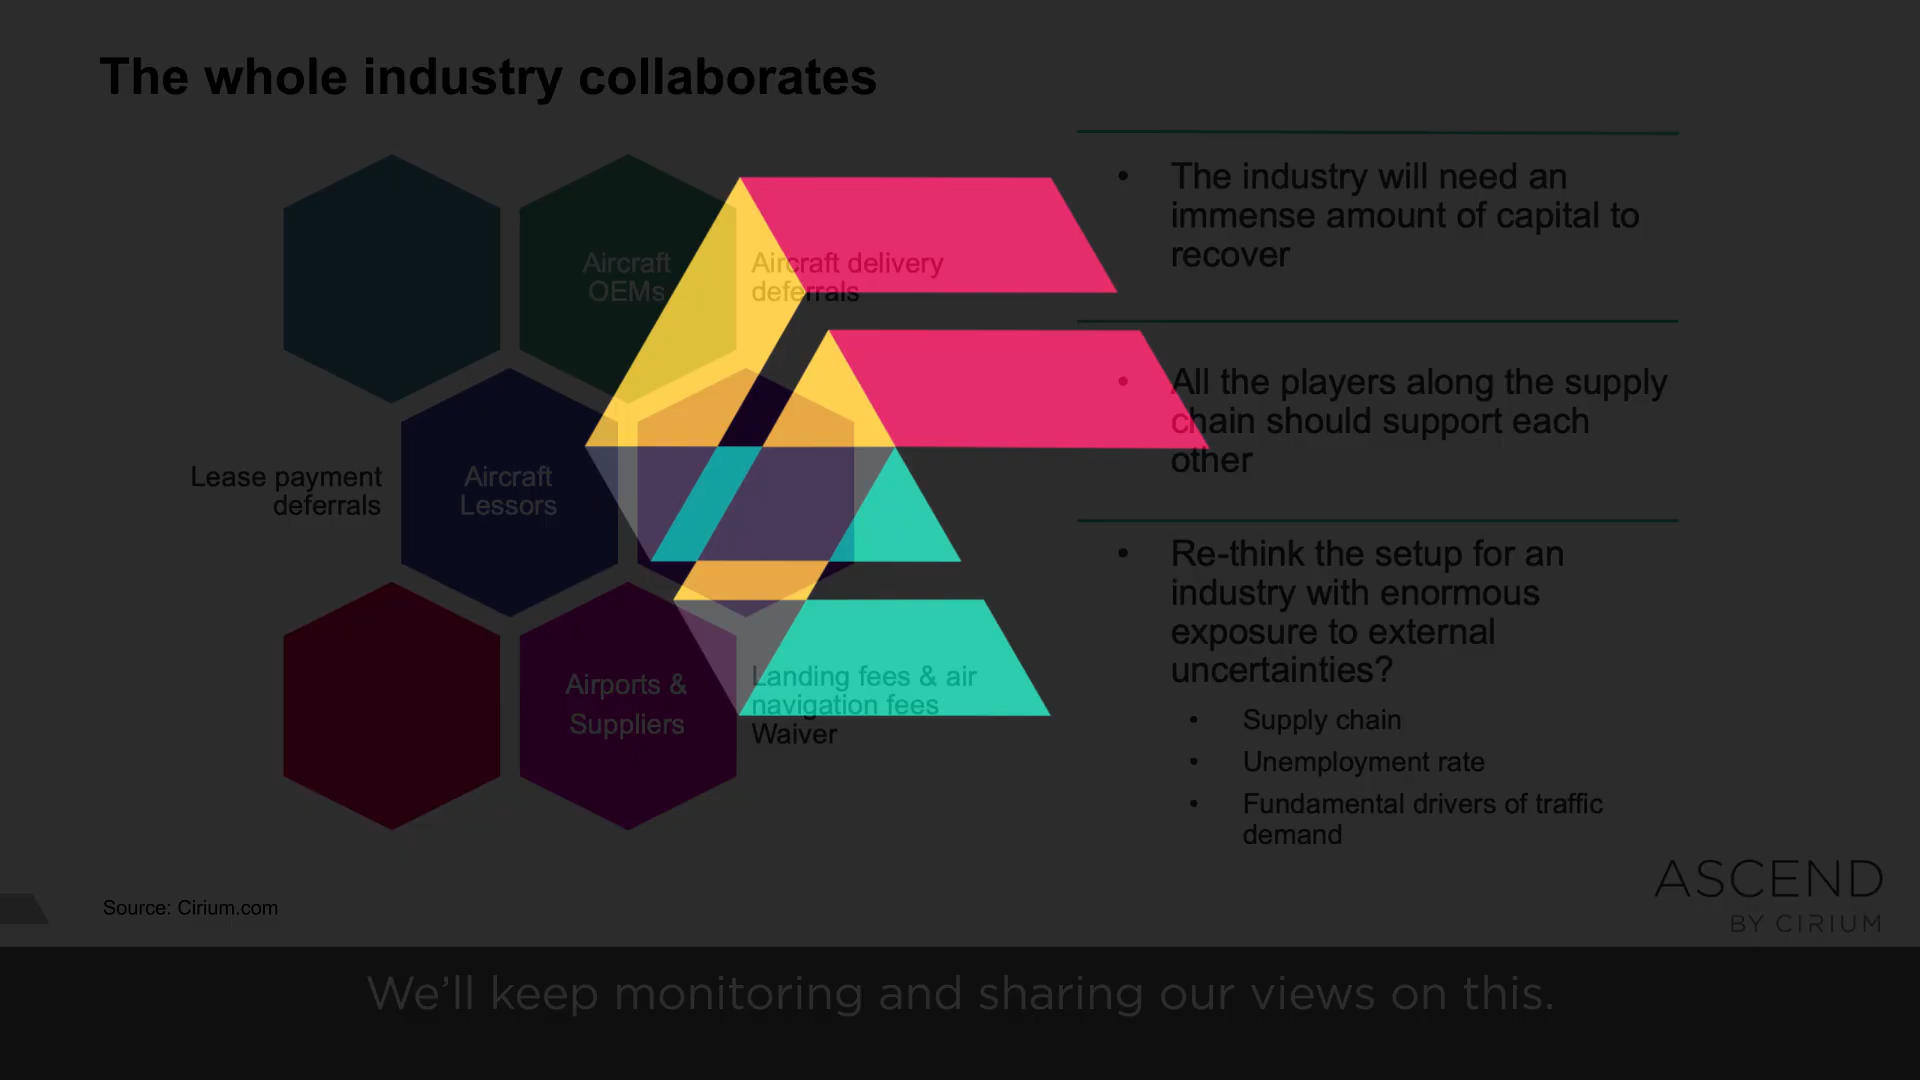 The whole industry collaborates
Aircraft
OEMs
Aircraft delivery
deferrals
Lease payment
deferrals
Aircraft
Lessors
Airports &
Suppliers
Landing fees & air
navigation fees
Waiver
• The industry will need an
immense amount of capital to
recover
• All the players along the supply
chain should support each
other
• Re-think the setup for an
industry with enormous
exposure to external
uncertainties?
• Supply chain
• Unemployment rate
• Fundamental drivers of traffic
demand
Source: Cirium.com
ASCEND
BY CIRIUM
We’ll keep monitoring and sharing our views on this.